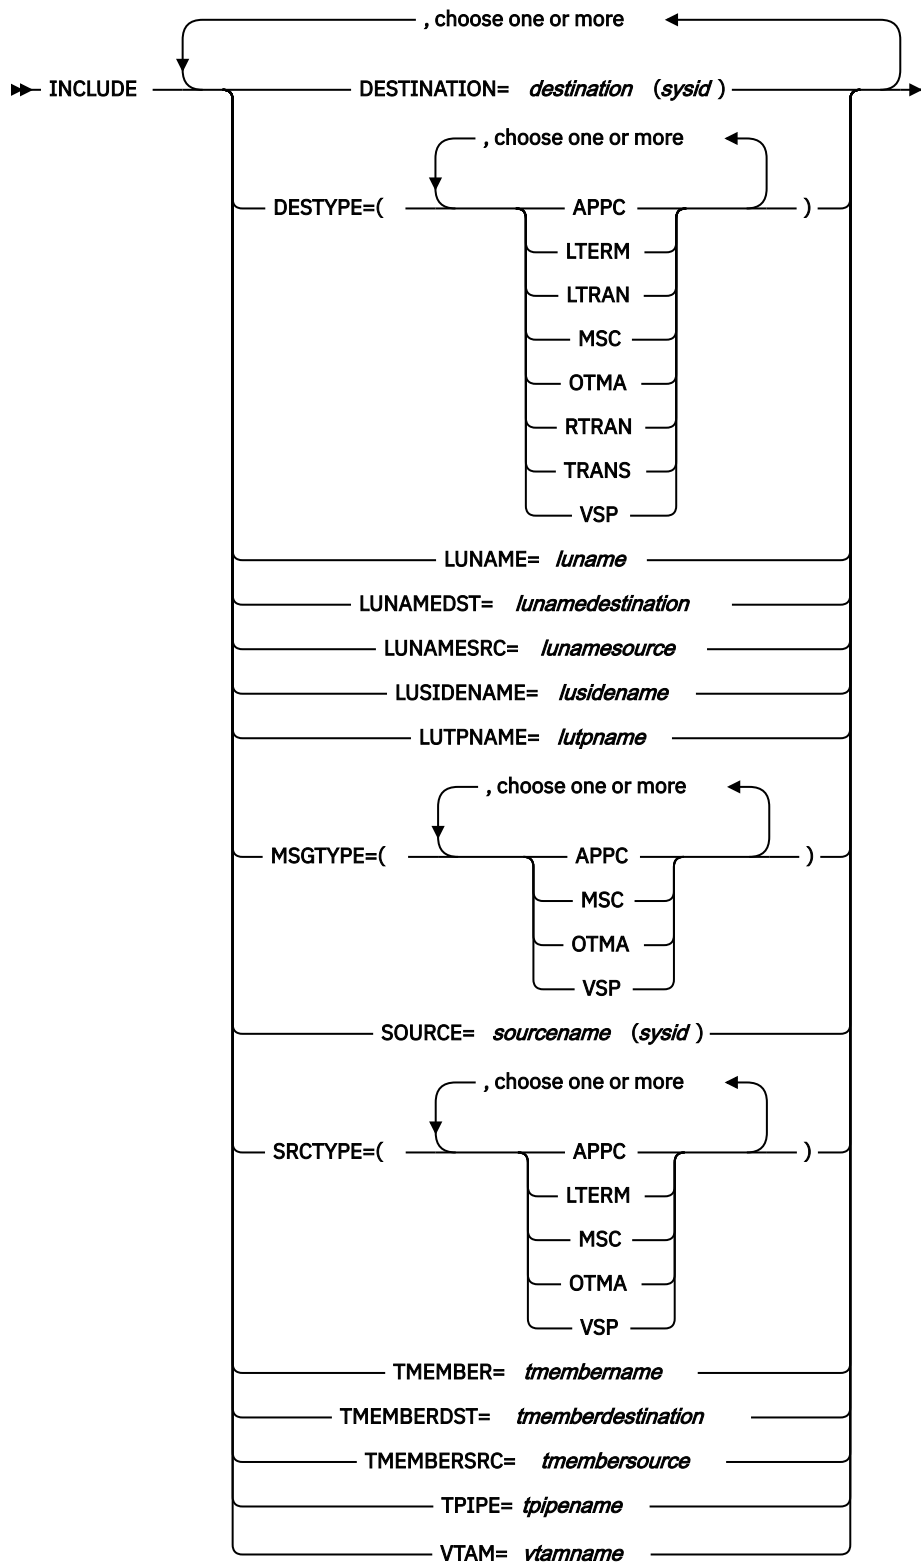 , choose one or more
INCLUDE DESTINATION= destination (sysid )
, choose one or more
DESTYPE=( APPC )
LTERM
LTRAN
MSC
OTMA
RTRAN
TRANS
VSP
LUNAME= luname
LUNAMEDST= lunamedestination
LUNAMESRC= lunamesource
LUSIDENAME= lusidename
LUTPNAME= lutpname
, choose one or more
MSGTYPE=( APPC )
MSC
OTMA
VSP
SOURCE= sourcename (sysid )
, choose one or more
SRCTYPE=( APPC )
LTERM
MSC
OTMA
VSP
TMEMBER= tmembername
TMEMBERDST= tmemberdestination
TMEMBERSRC= tmembersource
TPIPE= tpipename
VTAM= vtamname